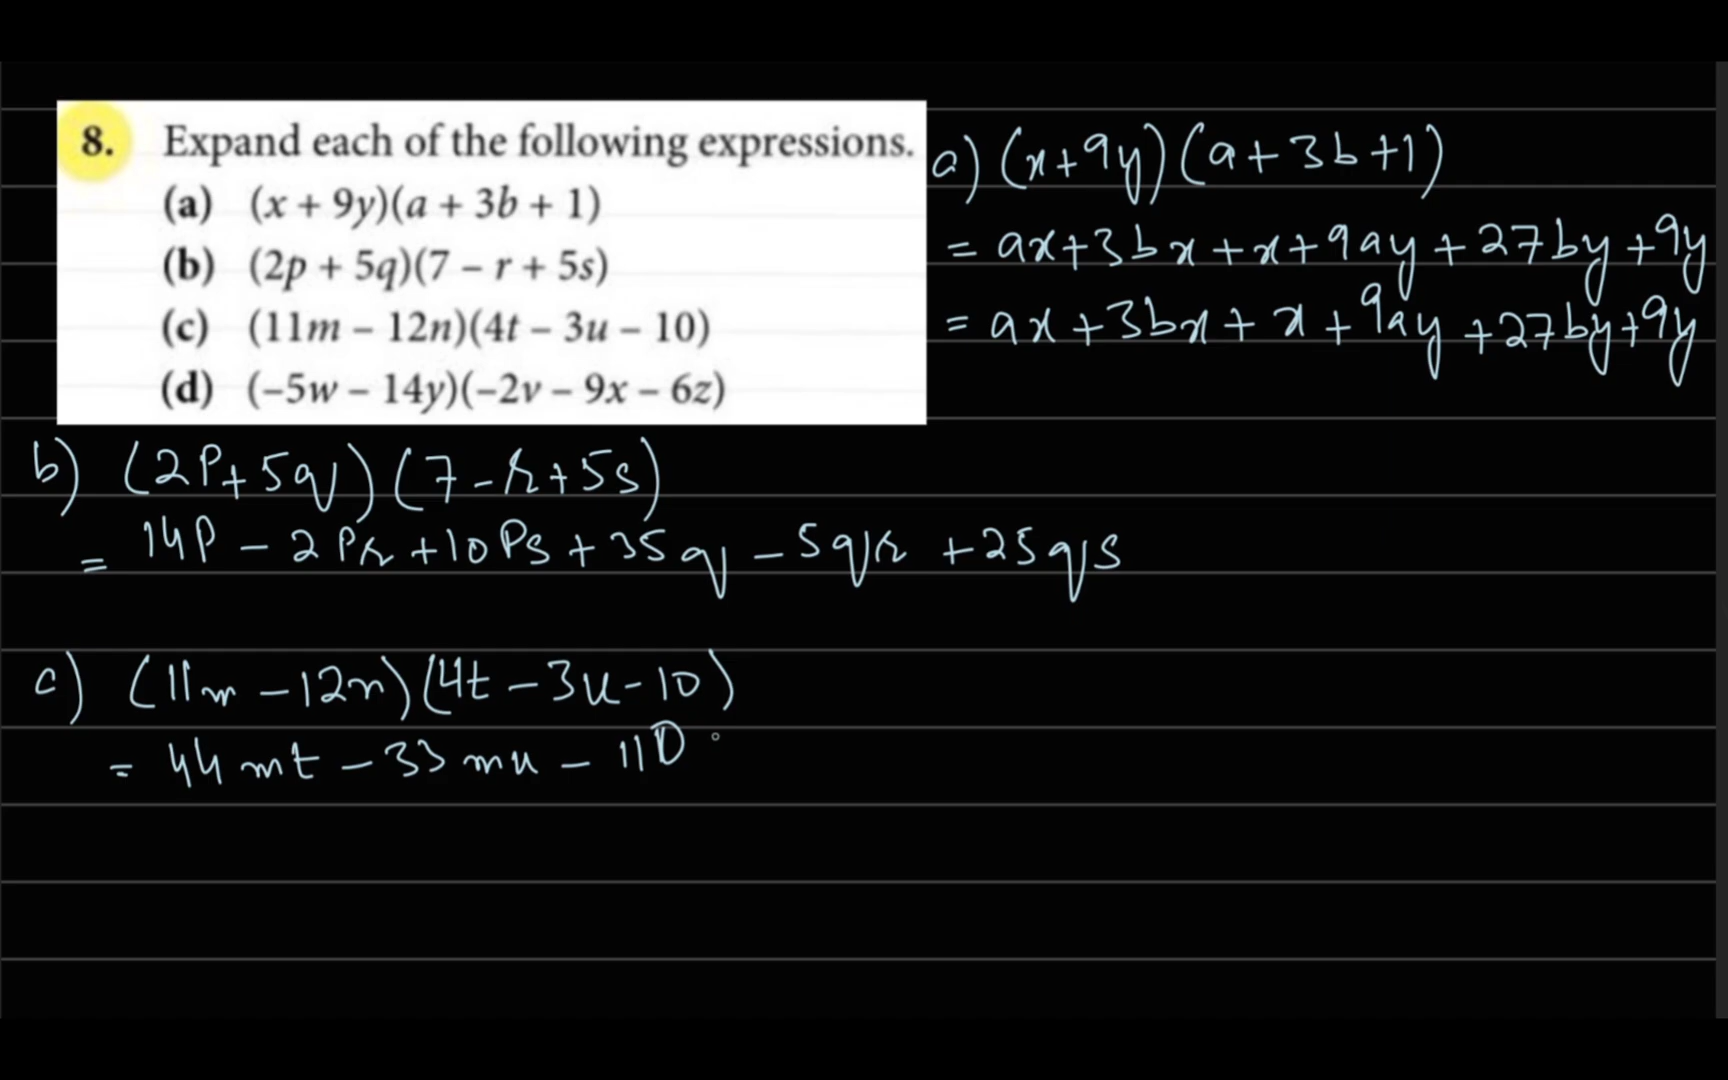 8. Expand each of the following expressions.
(a) (x + 9y)(a + 3b + 1)
(b) (2p + 5q)(7 – r + 5s)
(c) (11m – 12n)(4t – 3u – 10)
(d) (–5w – 14y)(–2v – 9x – 6z)
a) (x+9y)(a+3b+1)
= ax+3bx+x+9ay+27by+9y
= ax+3bx+x+9ay+27by+9y
b) (2P+5q)(7-r+5s)
= 14P - 2Pr +10Ps +35q -5qr +25qs
c) (11m -12n)(4t -3u-10)
= 44mt -33mu - 110